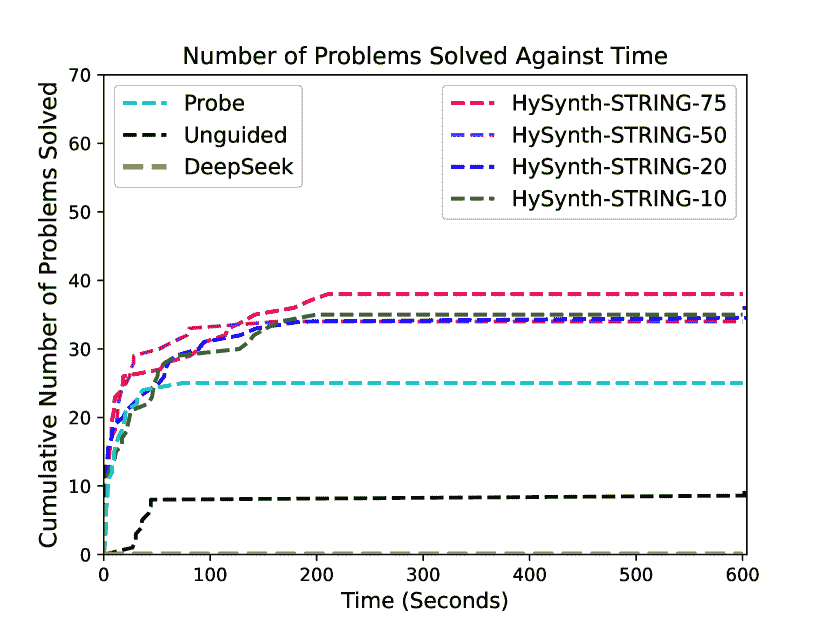 Number of Problems Solved Against Time
Cumulative Number of Problems Solved
70
60
50
40
30
20
10
0
Probe
Unguided
DeepSeek
HySynth-STRING-75
HySynth-STRING-50
HySynth-STRING-20
HySynth-STRING-10
0 100 200 300 400 500 600
Time (Seconds)